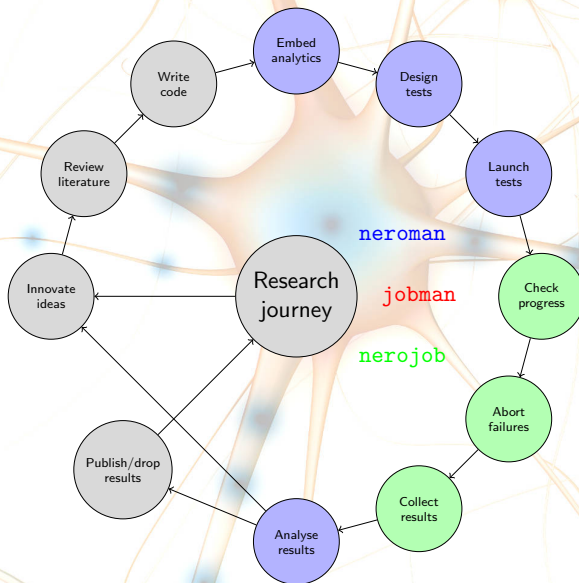 Embed
analytics
Design
tests
Launch
tests
Check
progress
Abort
failures
Collect
results
Analyse
results
Publish/drop
results
Innovate
ideas
Review
literature
Write
code
Research
journey
neroman
jobman
nerojob